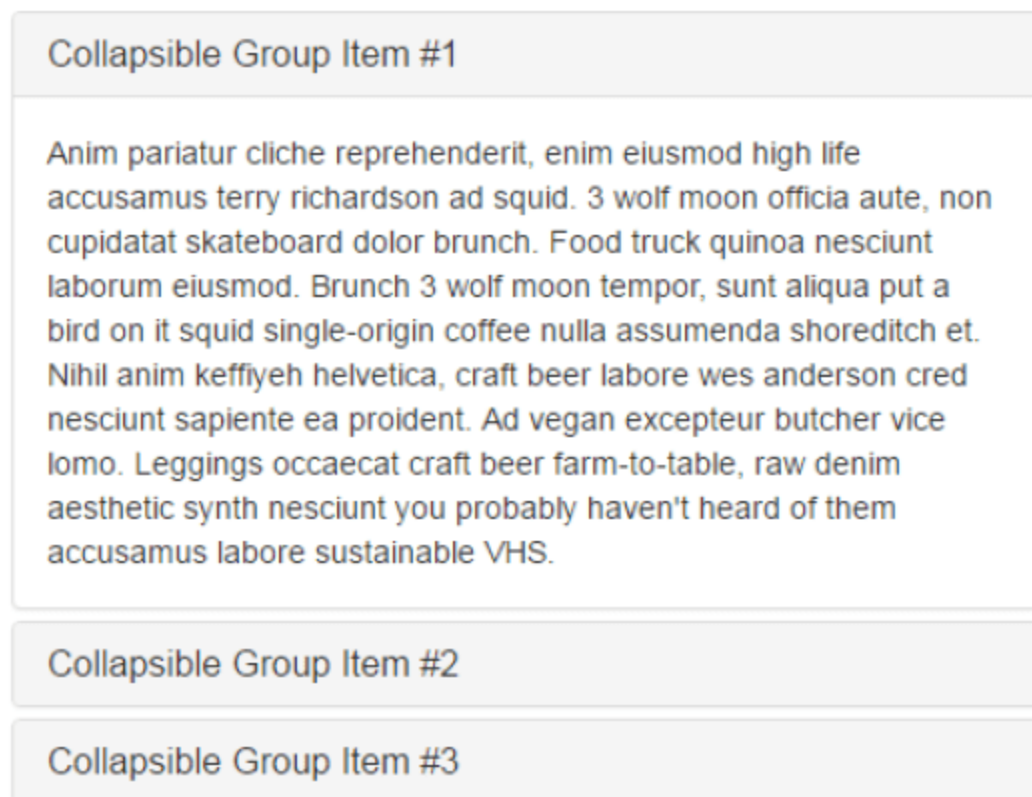 Collapsible Group Item #1
Anim pariatur cliche reprehenderit, enim eiusmod high life
accusamus terry richardson ad squid. 3 wolf moon officia aute, non
cupidatat skateboard dolor brunch. Food truck quinoa nesciunt
laborum eiusmod. Brunch 3 wolf moon tempor, sunt aliqua put a
bird on it squid single-origin coffee nulla assumenda shoreditch et.
Nihil anim keffiyeh helvetica, craft beer labore wes anderson cred
nesciunt sapiente ea proident. Ad vegan excepteur butcher vice
lomo. Leggings occaecat craft beer farm-to-table, raw denim
aesthetic synth nesciunt you probably haven't heard of them
accusamus labore sustainable VHS.
Collapsible Group Item #2
Collapsible Group Item #3